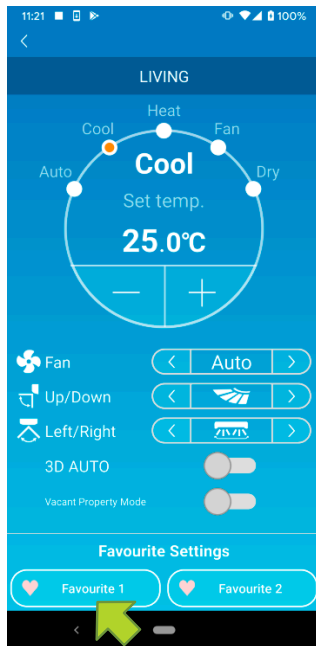 11:21 100%
LIVING
Heat
Cool Fan
Auto Dry
Cool
Set temp.
25.0°C
Fan Auto
Up/Down
Left/Right
3D AUTO
Vacant Property Mode
Favourite Settings
Favourite 1 Favourite 2